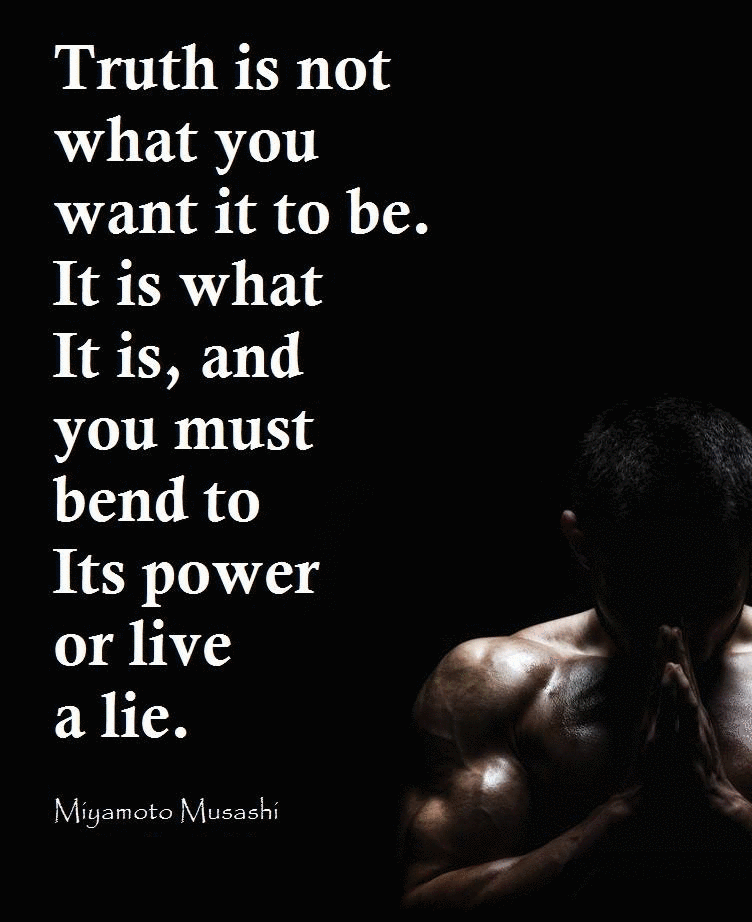 Truth is not
what you
want it to be.
It is what
It is, and
you must
bend to
Its power
or live
a lie.
Miyamoto Musashi